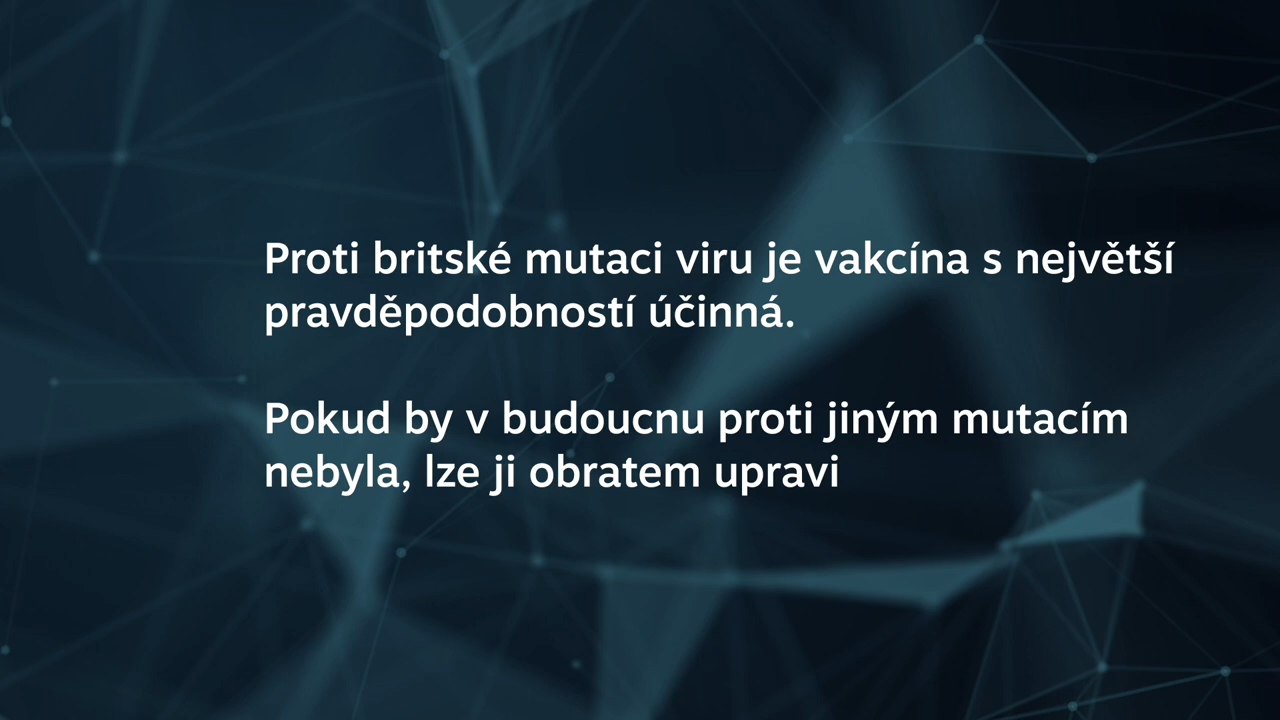 Proti britské mutaci viru je vakcína s největší
pravděpodobností účinná.
Pokud by v budoucnu proti jiným mutacím
nebyla, lze ji obratem upravi